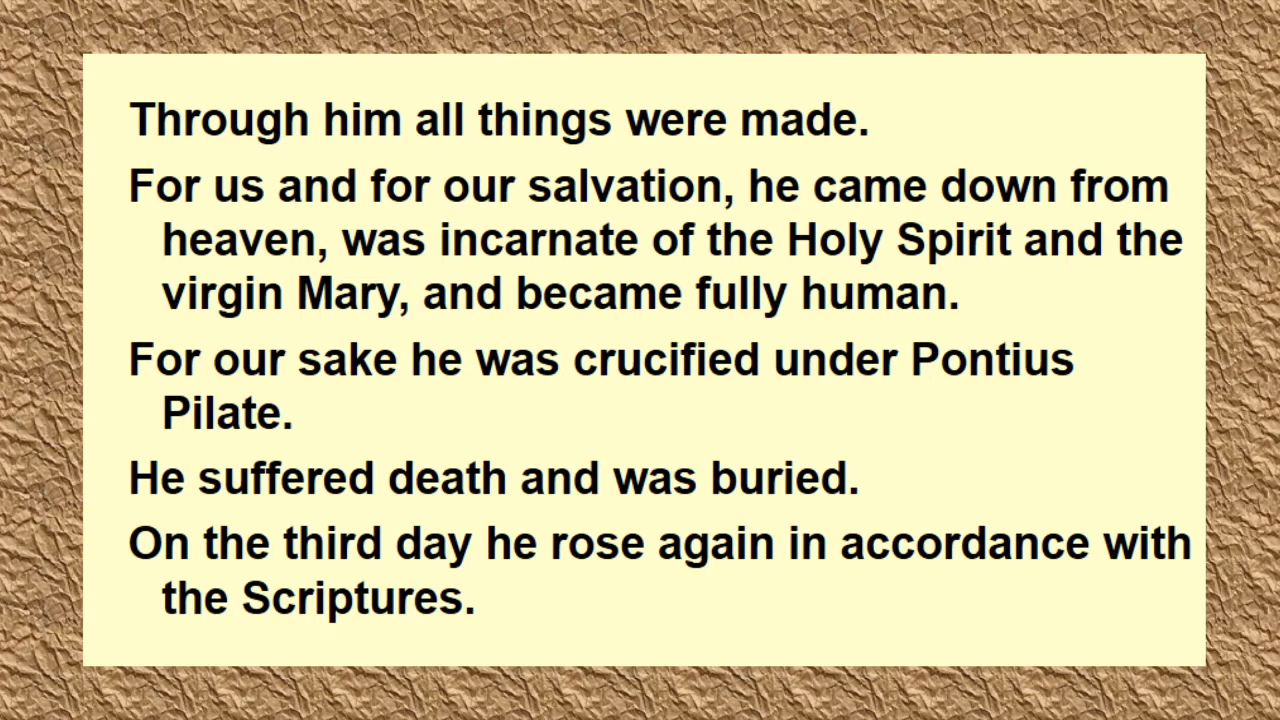 Through him all things were made.
For us and for our salvation, he came down from
heaven, was incarnate of the Holy Spirit and the
virgin Mary, and became fully human.
For our sake he was crucified under Pontius
Pilate.
He suffered death and was buried.
On the third day he rose again in accordance with
the Scriptures.